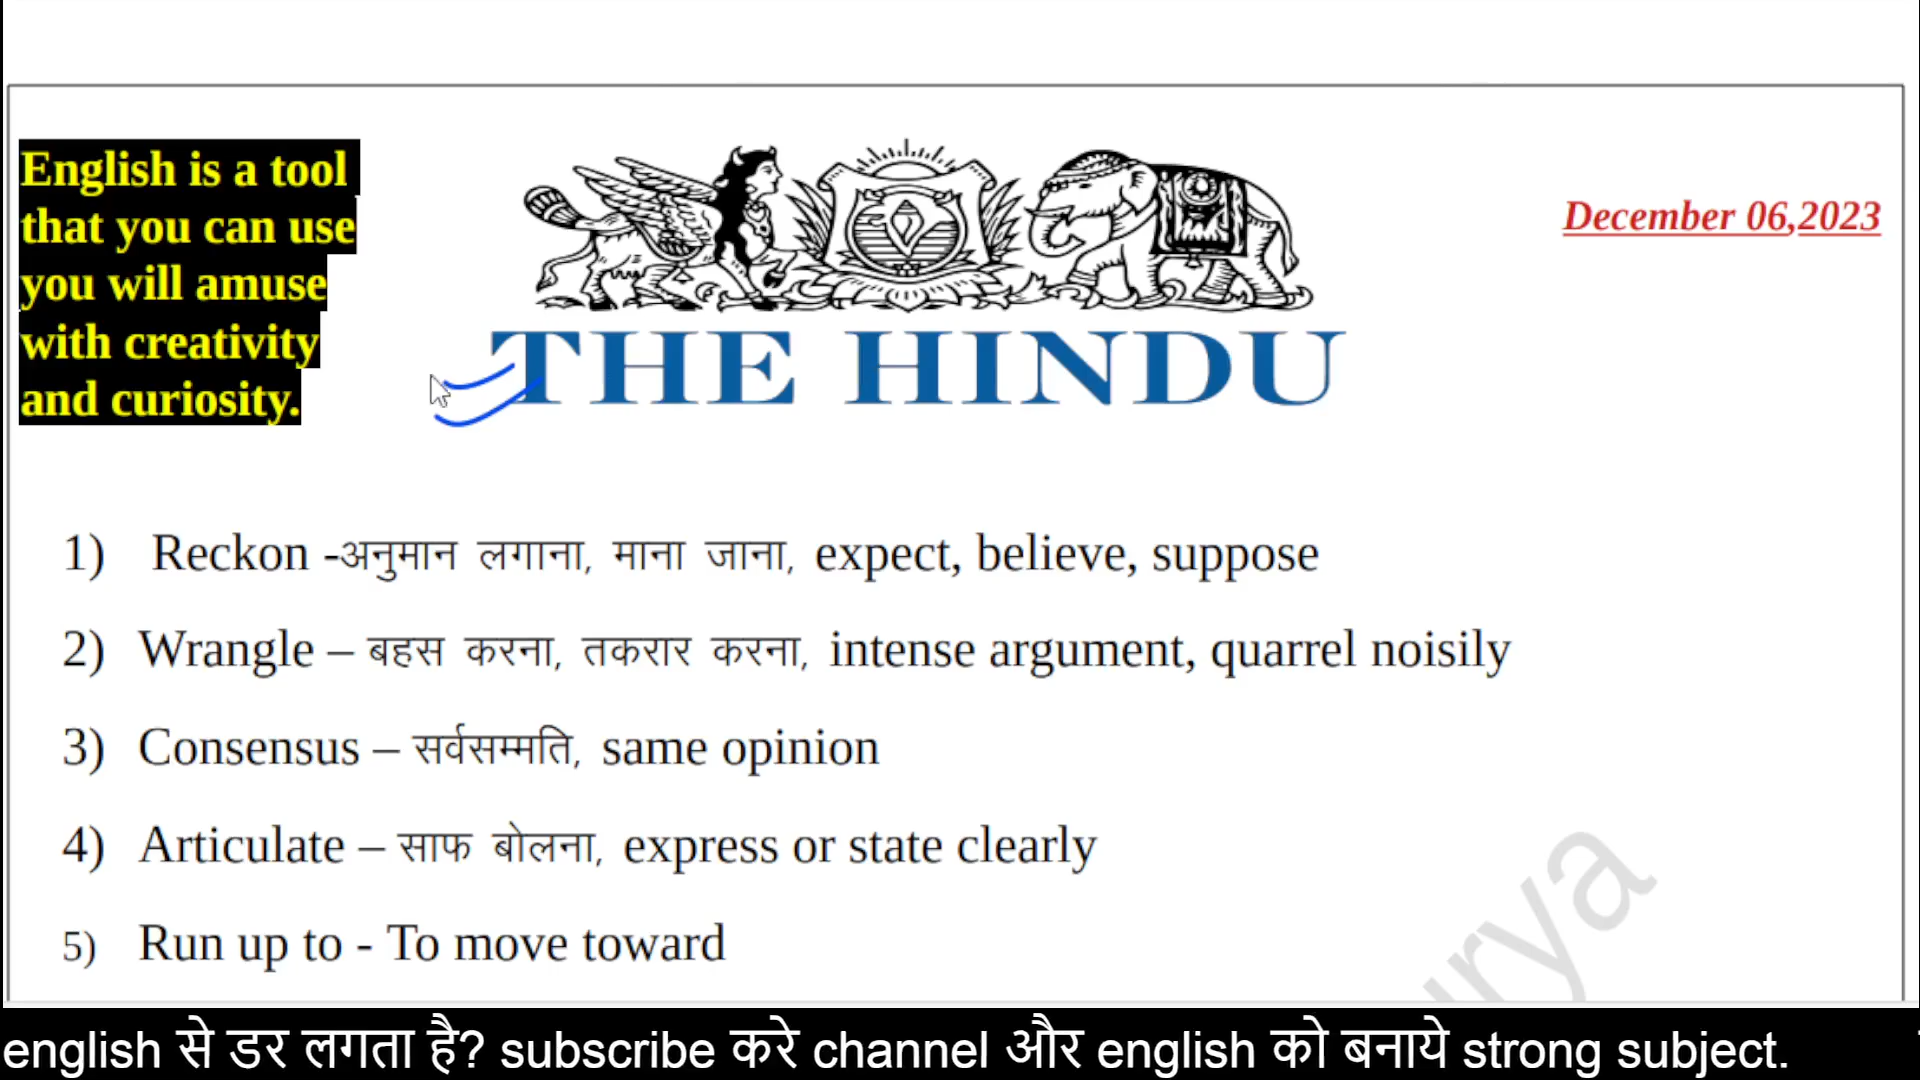 English is a tool
that you can use
you will amuse
with creativity
and curiosity.
THE HINDU
December 06,2023
1) Reckon -अनुमान लगाना, माना जाना, expect, believe, suppose
2) Wrangle – बहस करना, तकरार करना, intense argument, quarrel noisily
3) Consensus – सर्वसम्मति, same opinion
4) Articulate – साफ बोलना, express or state clearly
5) Run up to - To move toward
english से डर लगता है? subscribe करे channel और english को बनाये strong subject.